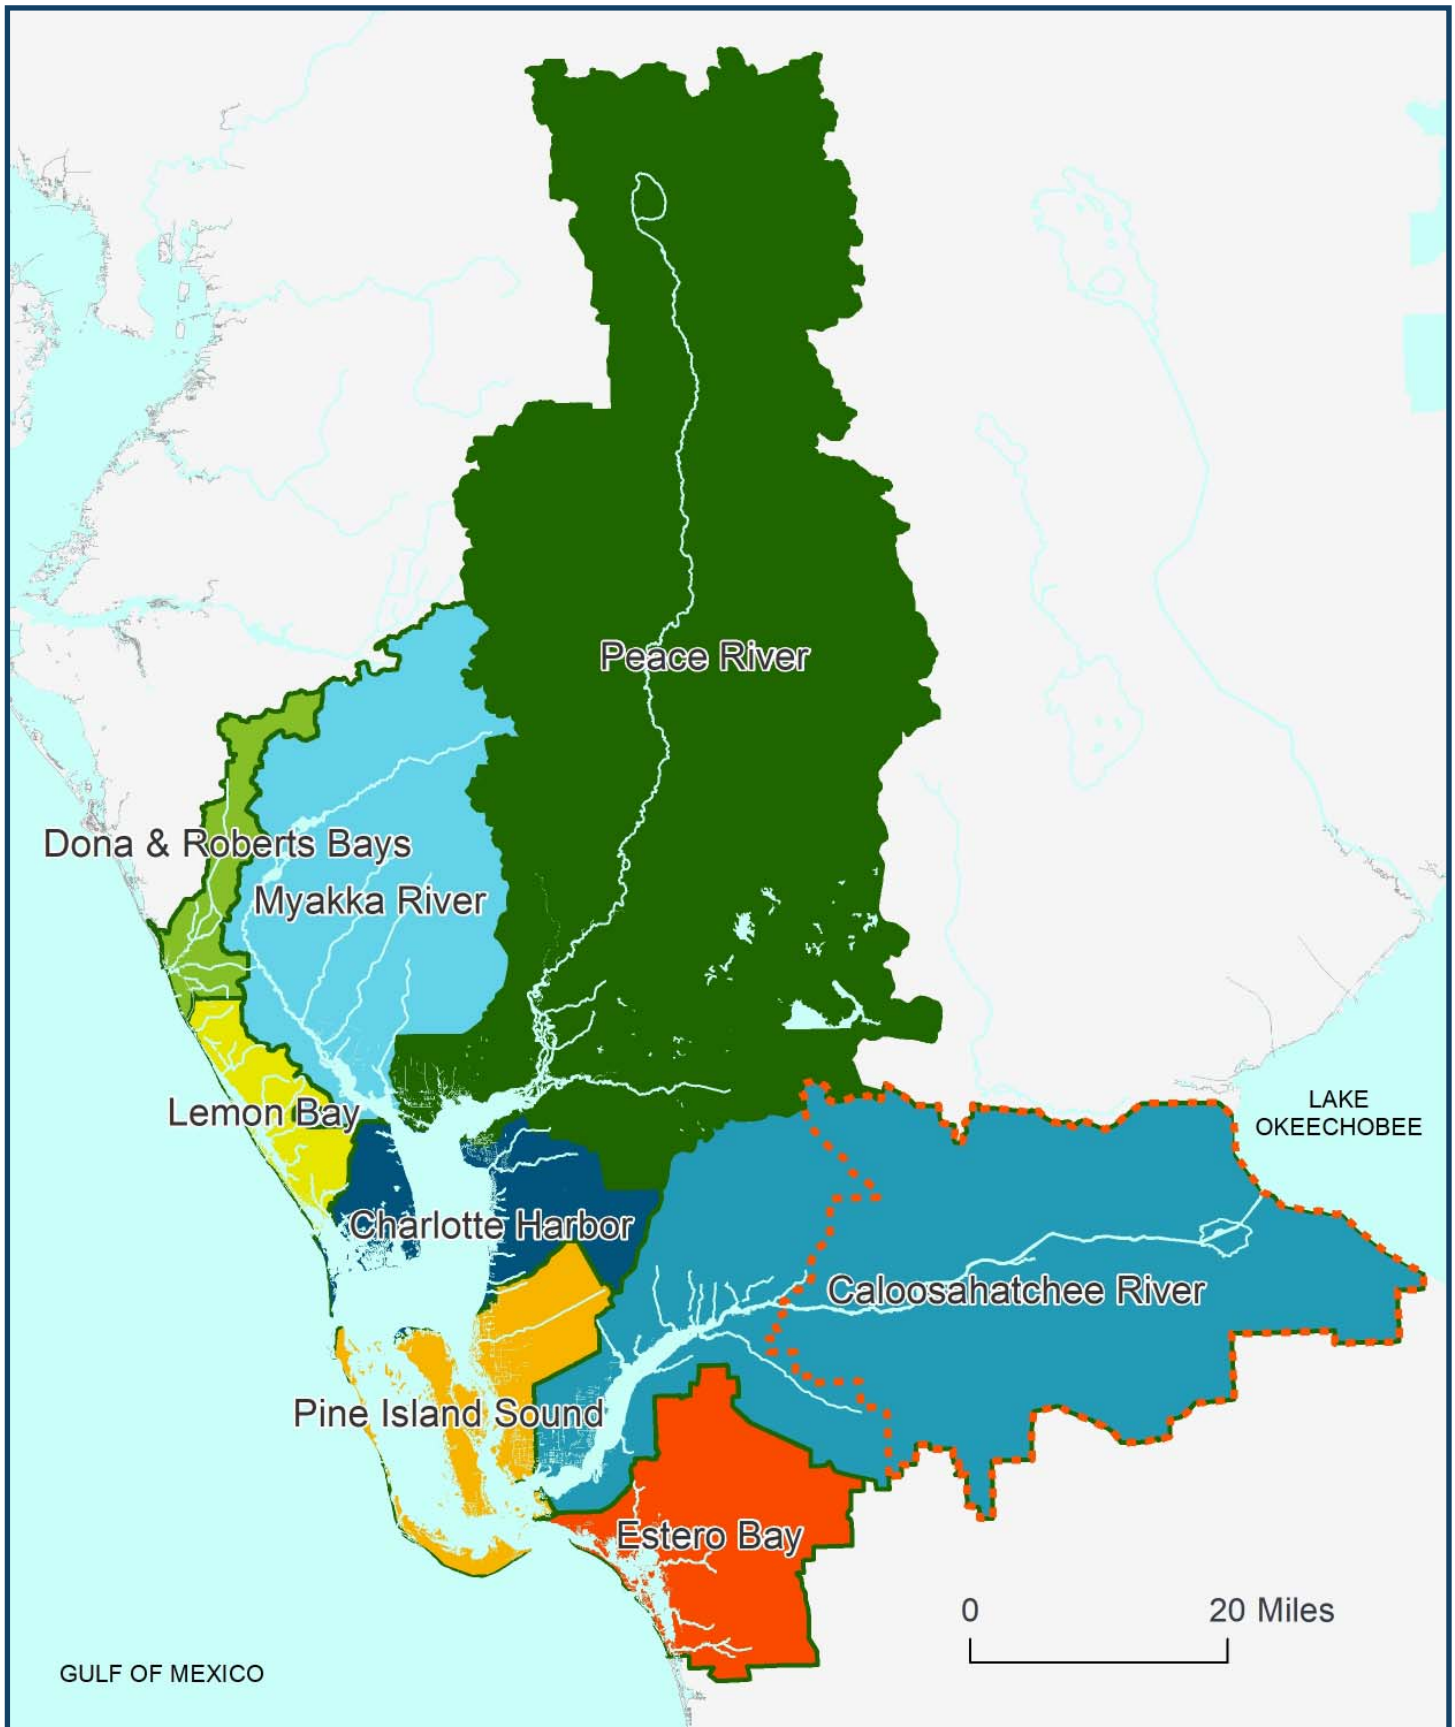 Peace River
Dona & Roberts Bays
Myakka River
Lemon Bay
LAKE
OKEECHOBEE
Charlotte Harbor
Caloosahatchee River
Pine Island Sound
Estero Bay
0 20 Miles
GULF OF MEXICO